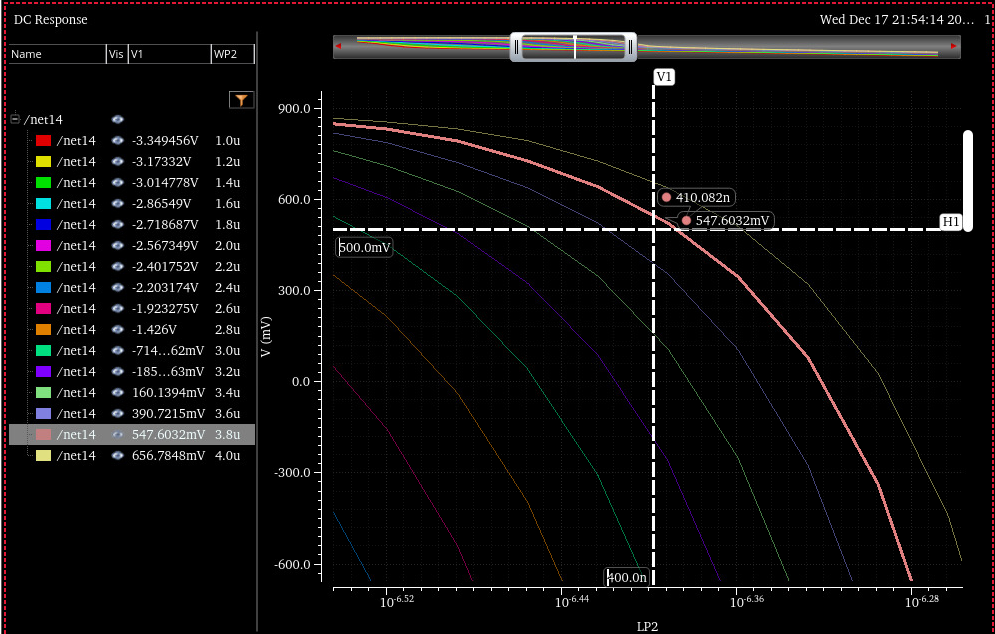 DC Response
Wed Dec 17 21:54:14 20... 1
Name Vis V1 WP2
/net14
/net14 -3.349456V 1.0u
/net14 -3.17332V 1.2u
/net14 -3.014778V 1.4u
/net14 -2.86549V 1.6u
/net14 -2.718687V 1.8u
/net14 -2.567349V 2.0u
/net14 -2.401752V 2.2u
/net14 -2.203174V 2.4u
/net14 -1.923275V 2.6u
/net14 -1.426V 2.8u
/net14 -714...62mV 3.0u
/net14 -185...63mV 3.2u
/net14 160.1394mV 3.4u
/net14 390.7215mV 3.6u
/net14 547.6032mV 3.8u
/net14 656.7848mV 4.0u
V1
900.0
600.0
410.082n
547.6032mV
H1
500.0mV
300.0
V (mV)
0.0
-300.0
-600.0
400.0n
10-6.52 10-6.44 10-6.36 10-6.28
LP2